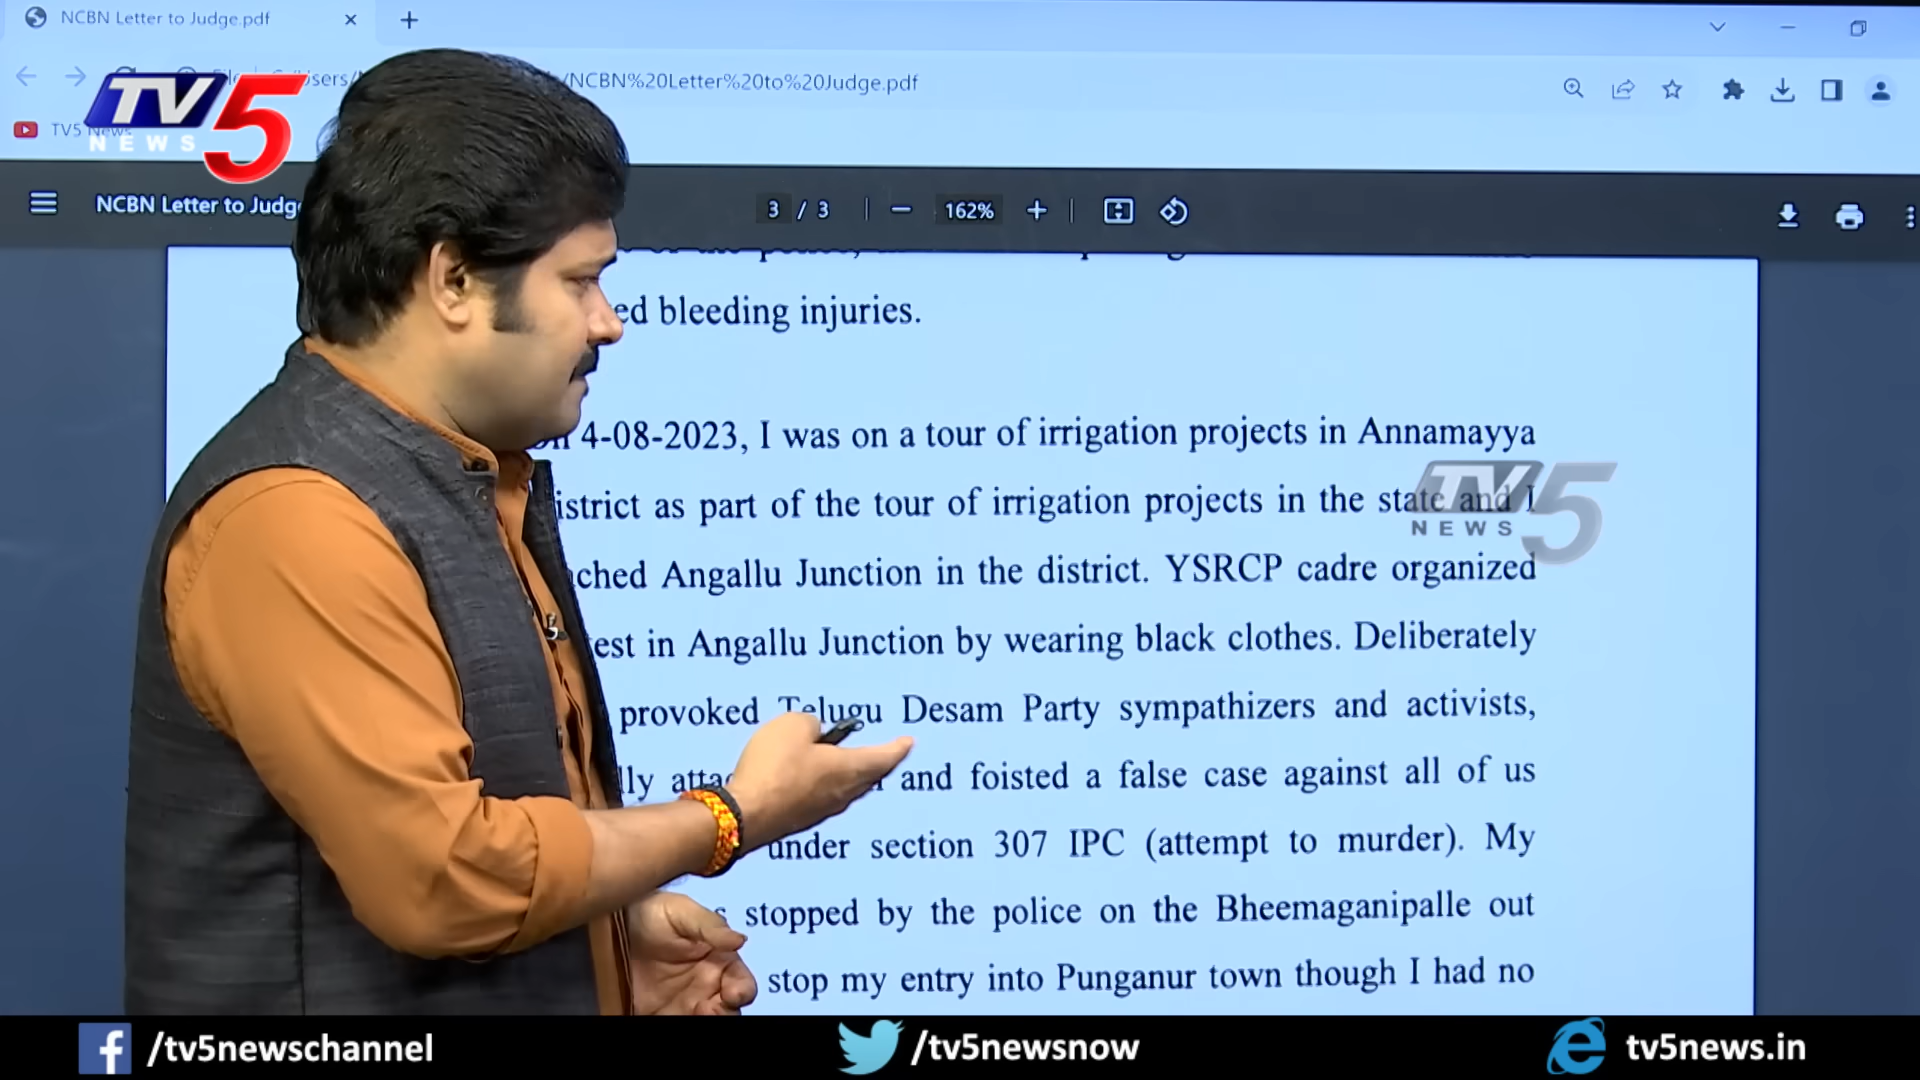 NCBN Letter to Judge.pdf
/NCBN%20Letter%20to%20Judge.pdf
TV5 News
TV5
NEWS
NCBN Letter to Judg
3 / 3
162%
ed bleeding injuries.
on 4-08-2023, I was on a tour of irrigation projects in Annamayya
istrict as part of the tour of irrigation projects in the state and I
ched Angallu Junction in the district. YSRCP cadre organized
est in Angallu Junction by wearing black clothes. Deliberately
provoked Telugu Desam Party sympathizers and activists,
lly and foisted a false case against all of us
under section 307 IPC (attempt to murder). My
stopped by the police on the Bheemaganipalle out
stop my entry into Punganur town though I had no
TV5
NEWS
/tv5newschannel
/tv5newsnow
tv5news.in